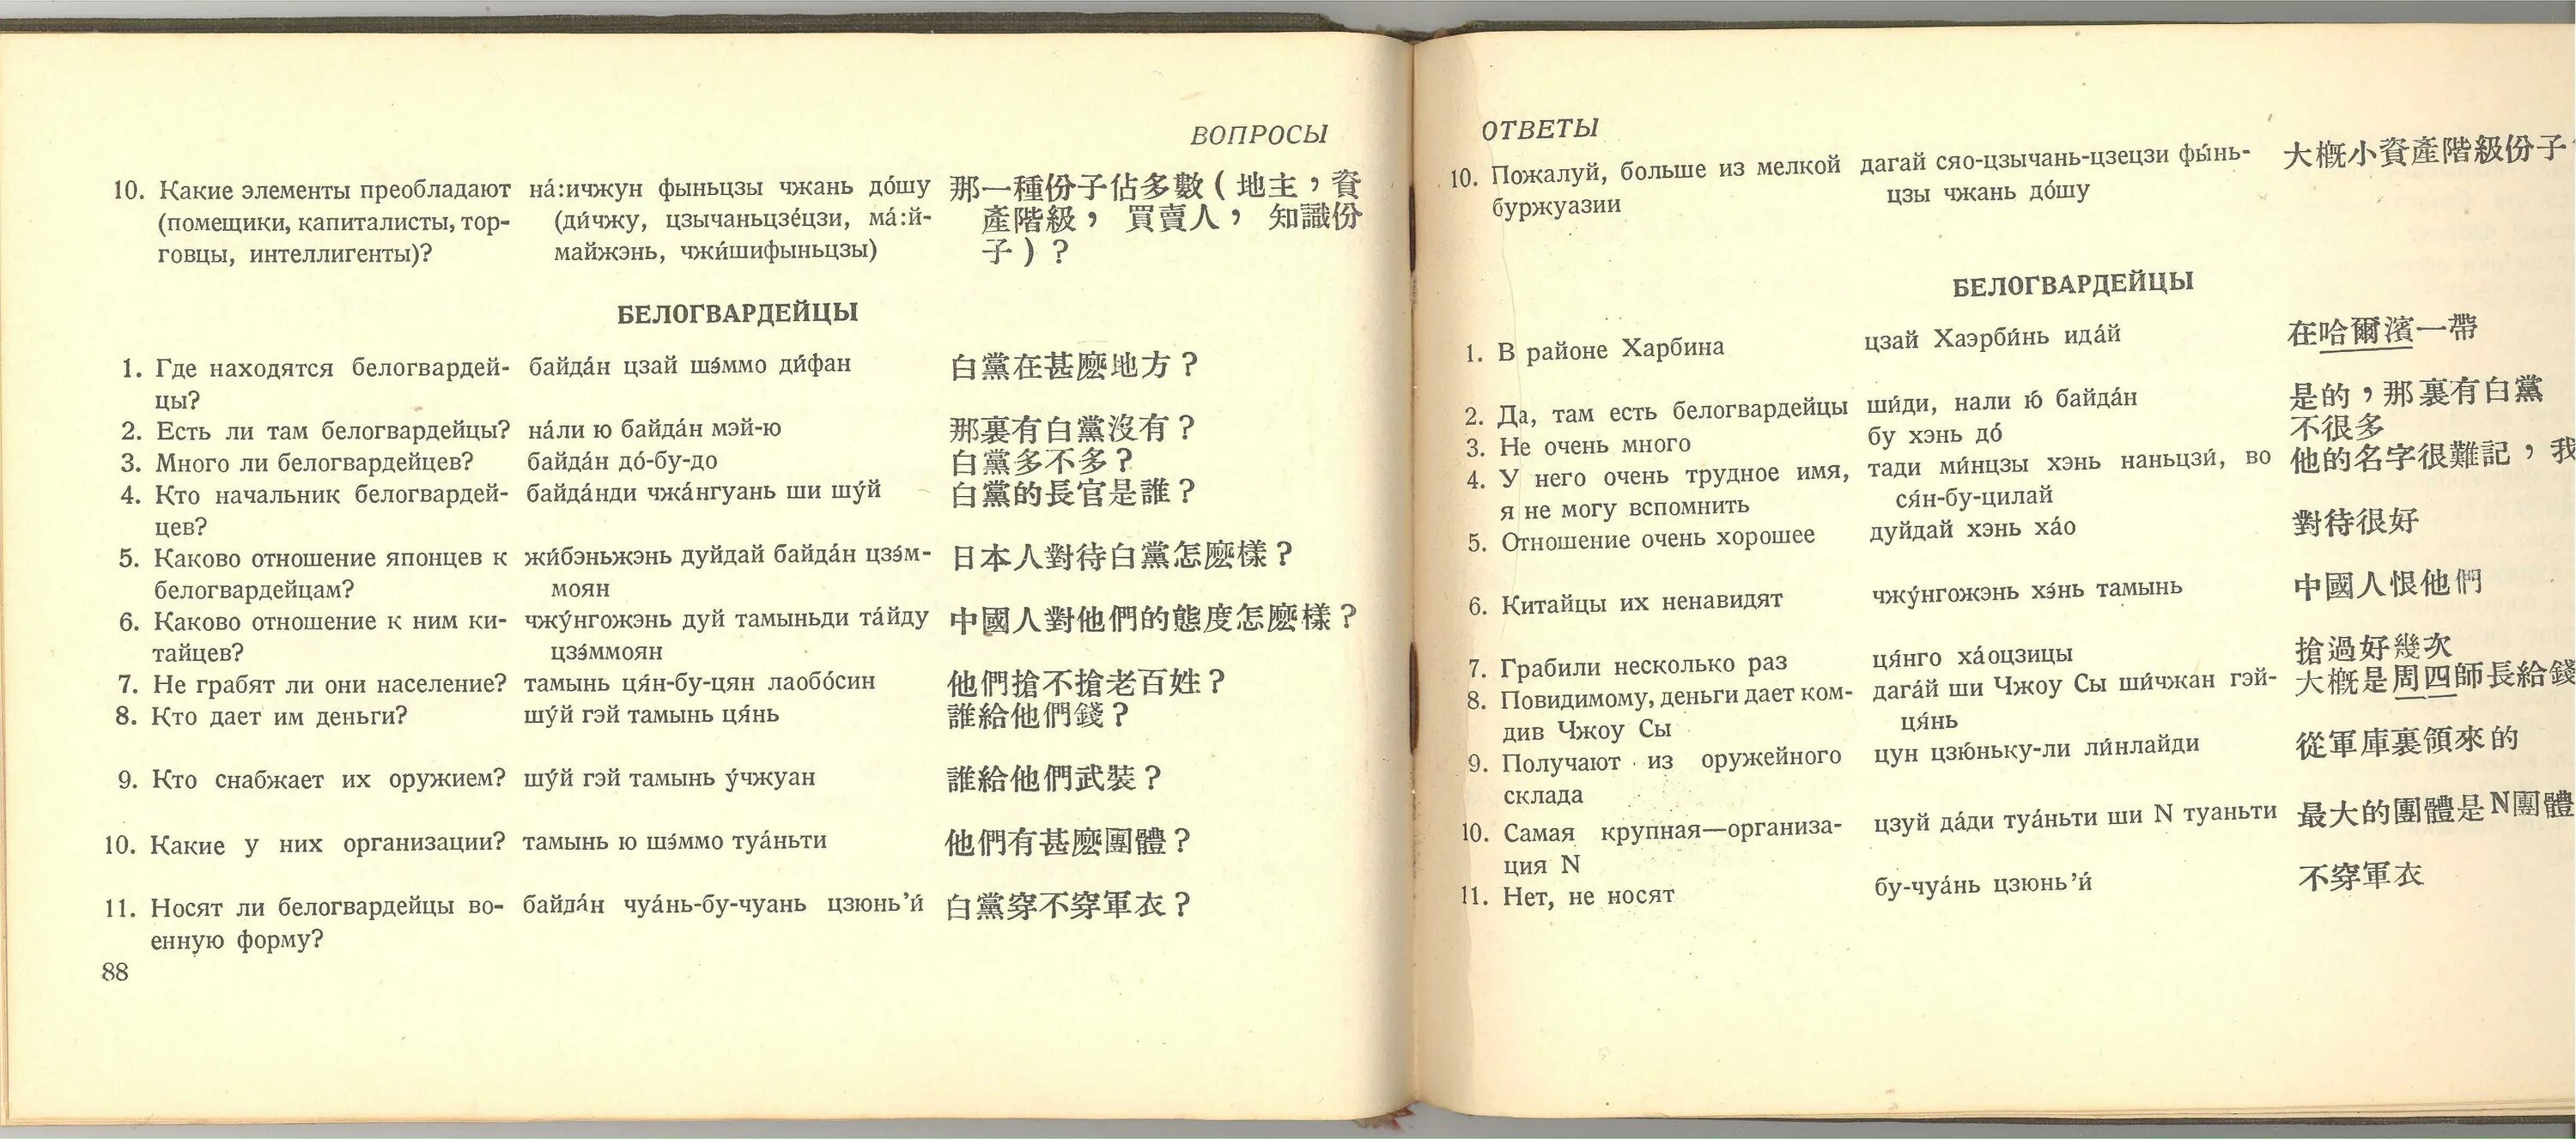 ВОПРОСЫ
10. Какие элементы преобладают на́:ичжун фыньцзы чжань до́шу 那一種份子佔多數(地主,資
(помещики, капиталисты, тор- (ди́чжу, цзычаньцзе́цзи, ма́:й- 產階級, 買賣人, 知識份
говцы, интеллигенты)? майжэнь, чжи́шифыньцзы) 子)?
БЕЛОГВАРДЕЙЦЫ
1. Где находятся белогвардей- байда́н цзай шэ́ммо ди́фан 白黨在甚麽地方?
цы?
2. Есть ли там белогвардейцы? на́ли ю байда́н мэй-ю 那裏有白黨沒有?
3. Много ли белогвардейцев? байда́н до́-бу-до 白黨多不多?
4. Кто начальник белогвардей- байда́нди чжа́нгуань ши шу́й 白黨的長官是誰?
цев?
5. Каково отношение японцев к жи́бэньжэнь дуйдай байда́н цзэ́м- 日本人對待白黨怎麽樣?
белогвардейцам? моян
6. Каково отношение к ним ки- чжу́нгожэнь дуй тамыньди та́йду 中國人對他們的態度怎麽樣?
тайцев? цзэ́ммоян
7. Не грабят ли они население? тамынь ця́н-бу-цян лаобо́син 他們搶不搶老百姓?
8. Кто дает им деньги? шу́й гэй тамынь ця́нь 誰給他們錢?
9. Кто снабжает их оружием? шу́й гэй тамынь у́чжуан 誰給他們武裝?
10. Какие у них организации? тамынь ю шэ́ммо туа́ньти 他們有甚麽團體?
11. Носят ли белогвардейцы во- байда́н чуа́нь-бу-чуань цзюнь’и́ 白黨穿不穿軍衣?
енную форму?
88
ОТВЕТЫ
10. Пожалуй, больше из мелкой дагай сяо-цзычань-цзецзи фы́нь- 大概小資產階級份子
буржуазии цзы чжань до́шу
БЕЛОГВАРДЕЙЦЫ
1. В районе Харбина цзай Хаэрби́нь ида́й 在哈爾濱一帶
2. Да, там есть белогвардейцы ши́ди, нали ю́ байда́н 是的,那裏有白黨
3. Не очень много бу хэнь до́ 不很多
4. У него очень трудное имя, тади ми́нцзы хэнь наньцзи́, во 他的名字很難記,我
я не могу вспомнить ся́н-бу-цилай
5. Отношение очень хорошее дуйдай хэнь ха́о 對待很好
6. Китайцы их ненавидят чжу́нгожэнь хэ́нь тамынь 中國人恨他們
7. Грабили несколько раз ця́нго ха́оцзицы 搶過好幾次
8. Повидимому, деньги дает ком- дага́й ши Чжоу Сы ши́чжан гэй- 大概是周四師長給錢
див Чжоу Сы ця́нь
9. Получают из оружейного цун цзю́ньку-ли ли́нлайди 從軍庫裏領來的
склада
10. Самая крупная—организа- цзуй да́ди туа́ньти ши N туаньти 最大的團體是N團體
ция N
11. Нет, не носят бу-чуа́нь цзюнь’и́ 不穿軍衣